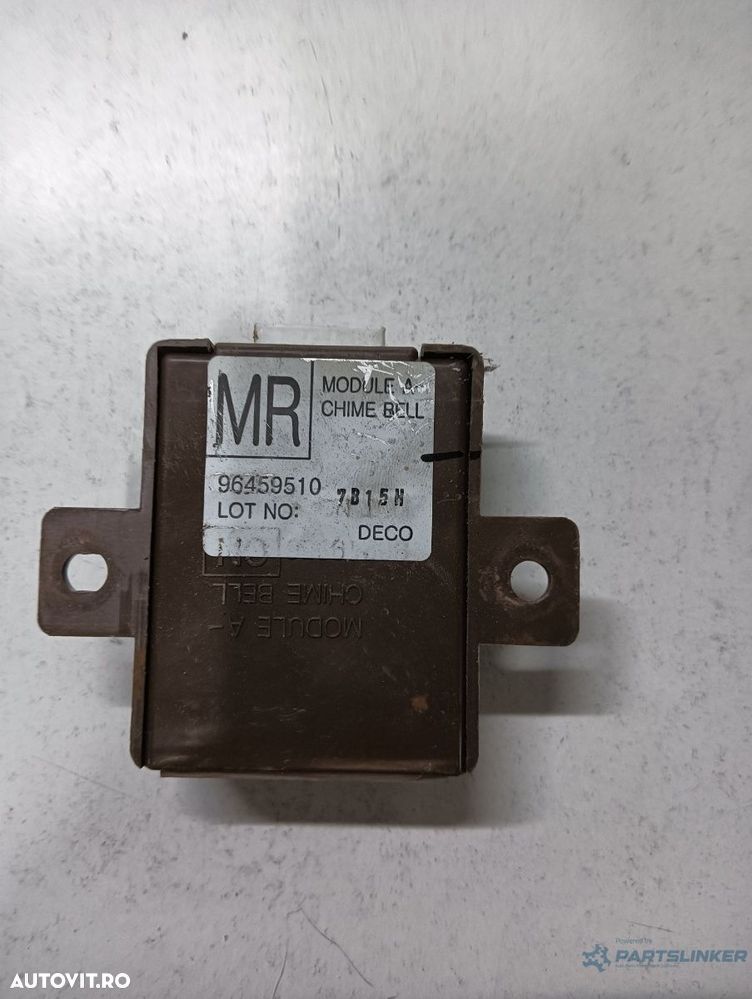 MR
MODULE A-
CHIME BELL
96459510
7B15H
LOT NO:
DECO
CHIME BELL
MODULE A-
Powered by
PARTSLINKER
AUTOVIT.RO